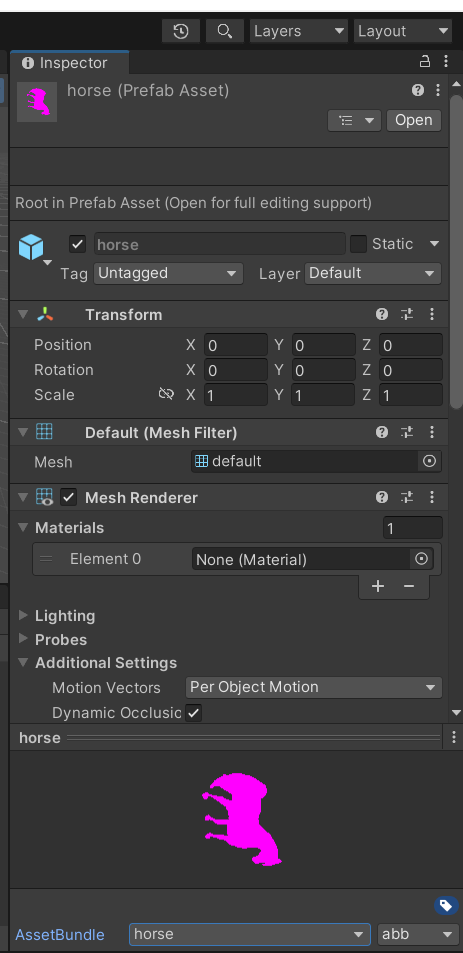 Layers Layout
Inspector
horse (Prefab Asset)
Open
Root in Prefab Asset (Open for full editing support)
horse Static
Tag Untagged Layer Default
Transform
Position X 0 Y 0 Z 0
Rotation X 0 Y 0 Z 0
Scale X 1 Y 1 Z 1
Default (Mesh Filter)
Mesh default
Mesh Renderer
Materials 1
Element 0 None (Material)
Lighting
Probes
Additional Settings
Motion Vectors Per Object Motion
Dynamic Occlusio
horse
AssetBundle horse abb